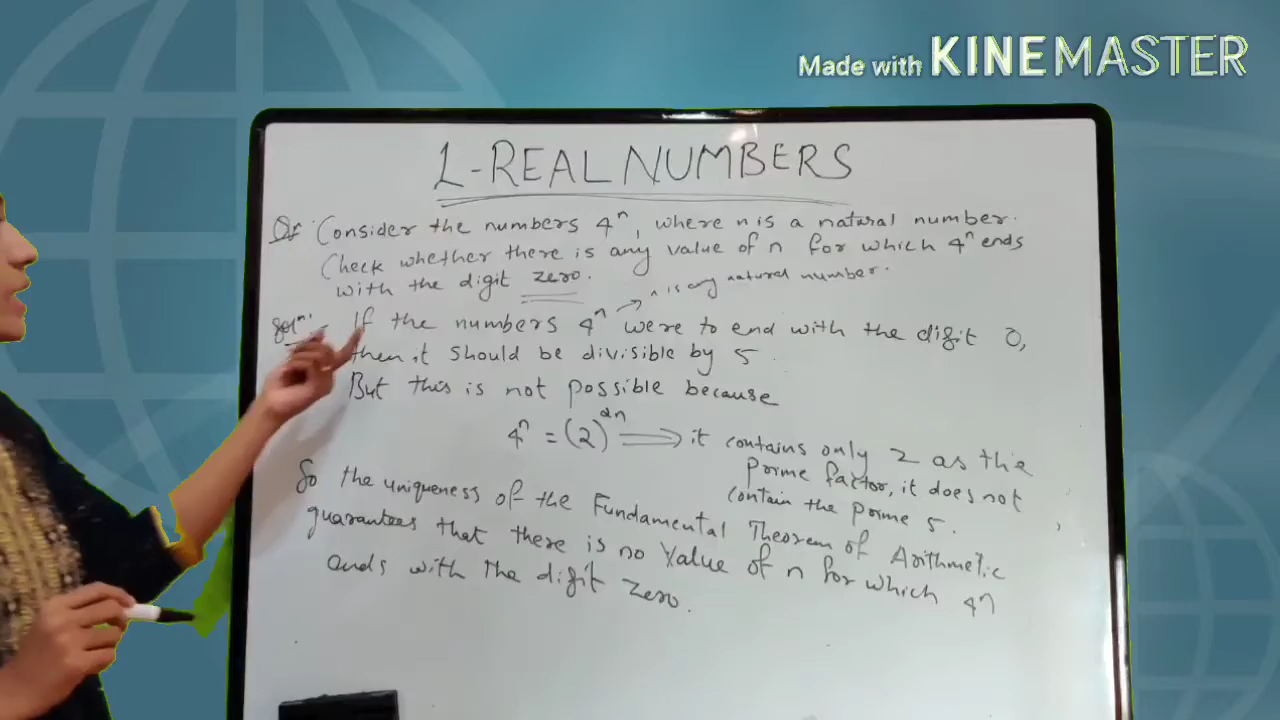 Made with KINEMASTER
1-REAL NUMBERS
Q: Consider the numbers 4ⁿ, where n is a natural number.
Check whether there is any value of n for which 4ⁿ ends
with the digit zero.
n is any natural number.
Solⁿ: If the numbers 4ⁿ were to end with the digit 0,
then it should be divisible by 5
But this is not possible because
4ⁿ = (2)²ⁿ ⟹ it contains only 2 as the
Prime factor, it does not
contain the prime 5.
So the uniqueness of the Fundamental Theorem of Arithmetic
guarantees that there is no value of n for which 4ⁿ
ends with the digit zero.